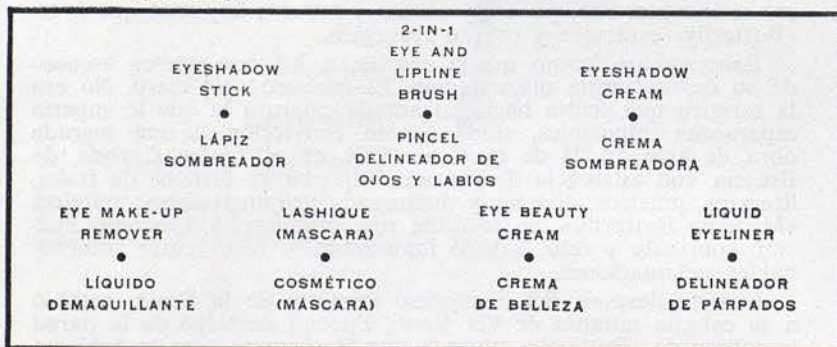 EYESHADOW
STICK
LÁPIZ
SOMBREADOR
2-IN-1
EYE AND
LIPLINE
BRUSH
PINCEL
DELINEADOR DE
OJOS Y LABIOS
EYESHADOW
CREAM
CREMA
SOMBREADORA
EYE MAKE-UP
REMOVER
LÍQUIDO
DEMAQUILLANTE
LASHIQUE
(MASCARA)
COSMÉTICO
(MASCARA)
EYE BEAUTY
CREAM
CREMA
DE BELLEZA
LIQUID
EYELINER
DELINEADOR
DE PÁRPADOS